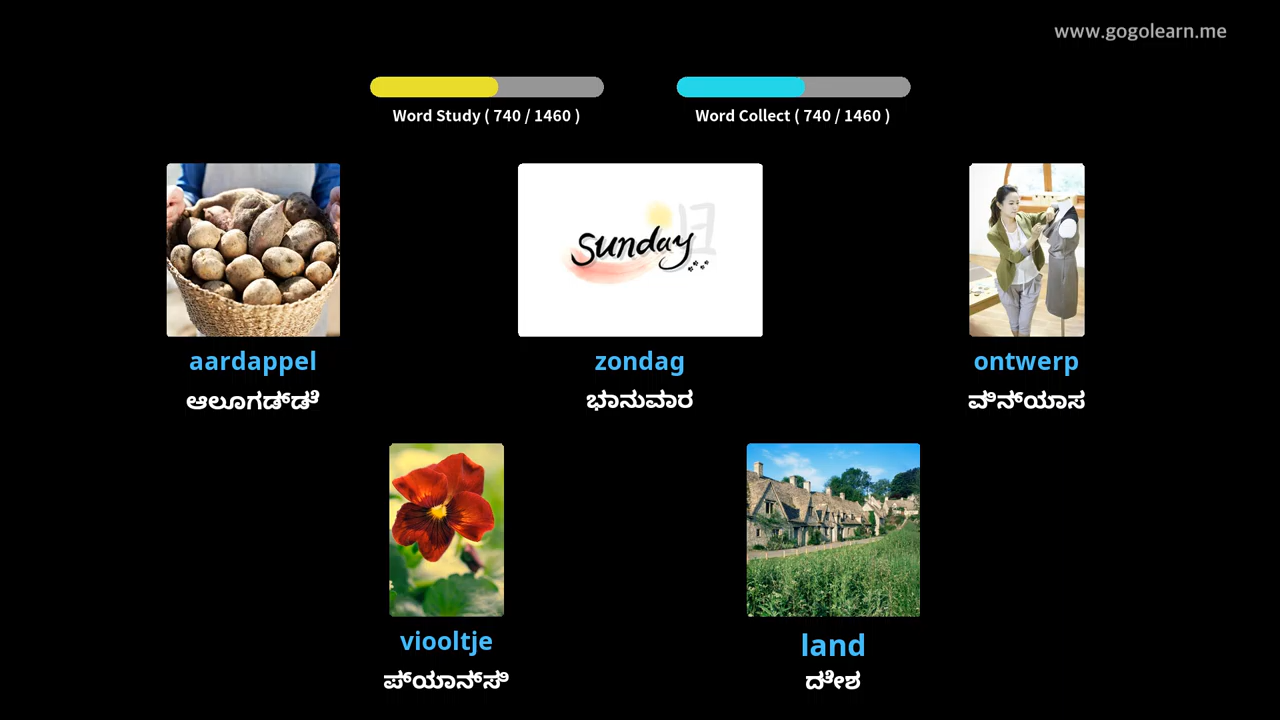 www.gogolearn.me
Word Study ( 740 / 1460 )
Word Collect ( 740 / 1460 )
Sunday 旦
aardappel
zondag
ontwerp
ಆಲೂಗಡ್ಡೆ
ಭಾನುವಾರ
ವಿನ್ಯಾಸ
viooltje
land
ಪ್ಯಾನ್ಸಿ
ದೇಶ